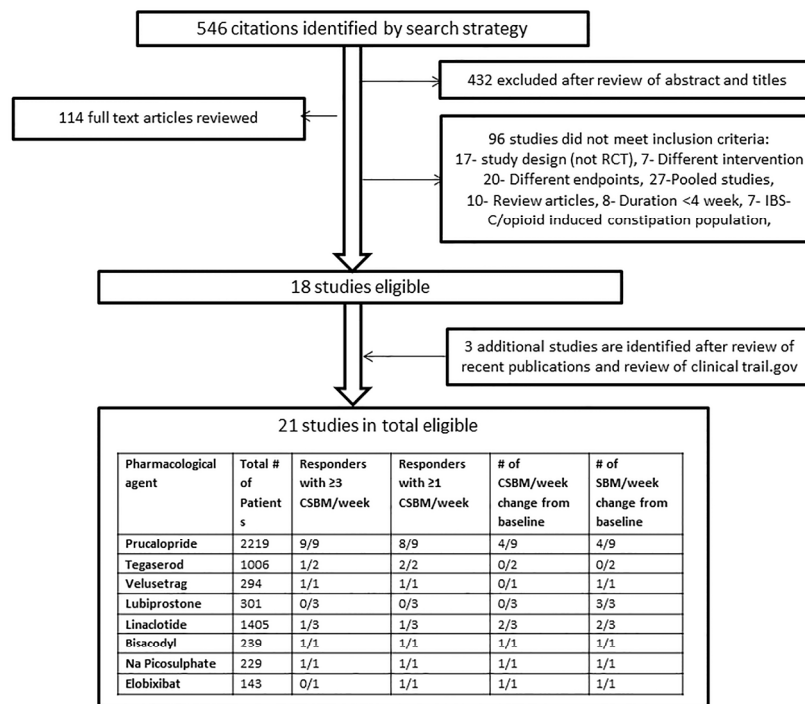 546 citations identified by search strategy
432 excluded after review of abstract and titles
114 full text articles reviewed
96 studies did not meet inclusion criteria:
17- study design (not RCT), 7- Different intervention
20- Different endpoints, 27-Pooled studies,
10- Review articles, 8- Duration <4 week, 7- IBS-
C/opioid induced constipation population,
18 studies eligible
3 additional studies are identified after review of
recent publications and review of clinical trail.gov
21 studies in total eligible
Pharmacological agent | Total # of Patient s | Responders with ≥3 CSBM/week | Responders with ≥1 CSBM/week | # of CSBM/week change from baseline | # of SBM/week change from baseline
Prucalopride | 2219 | 9/9 | 8/9 | 4/9 | 4/9
Tegaserod | 1006 | 1/2 | 2/2 | 0/2 | 0/2
Velusetrag | 294 | 1/1 | 1/1 | 0/1 | 1/1
Lubiprostone | 301 | 0/3 | 0/3 | 0/3 | 3/3
Linaclotide | 1405 | 1/3 | 1/3 | 2/3 | 2/3
Bisacodyl | 239 | 1/1 | 1/1 | 1/1 | 1/1
Na Picosulphate | 229 | 1/1 | 1/1 | 1/1 | 1/1
Elobixibat | 143 | 0/1 | 1/1 | 1/1 | 1/1